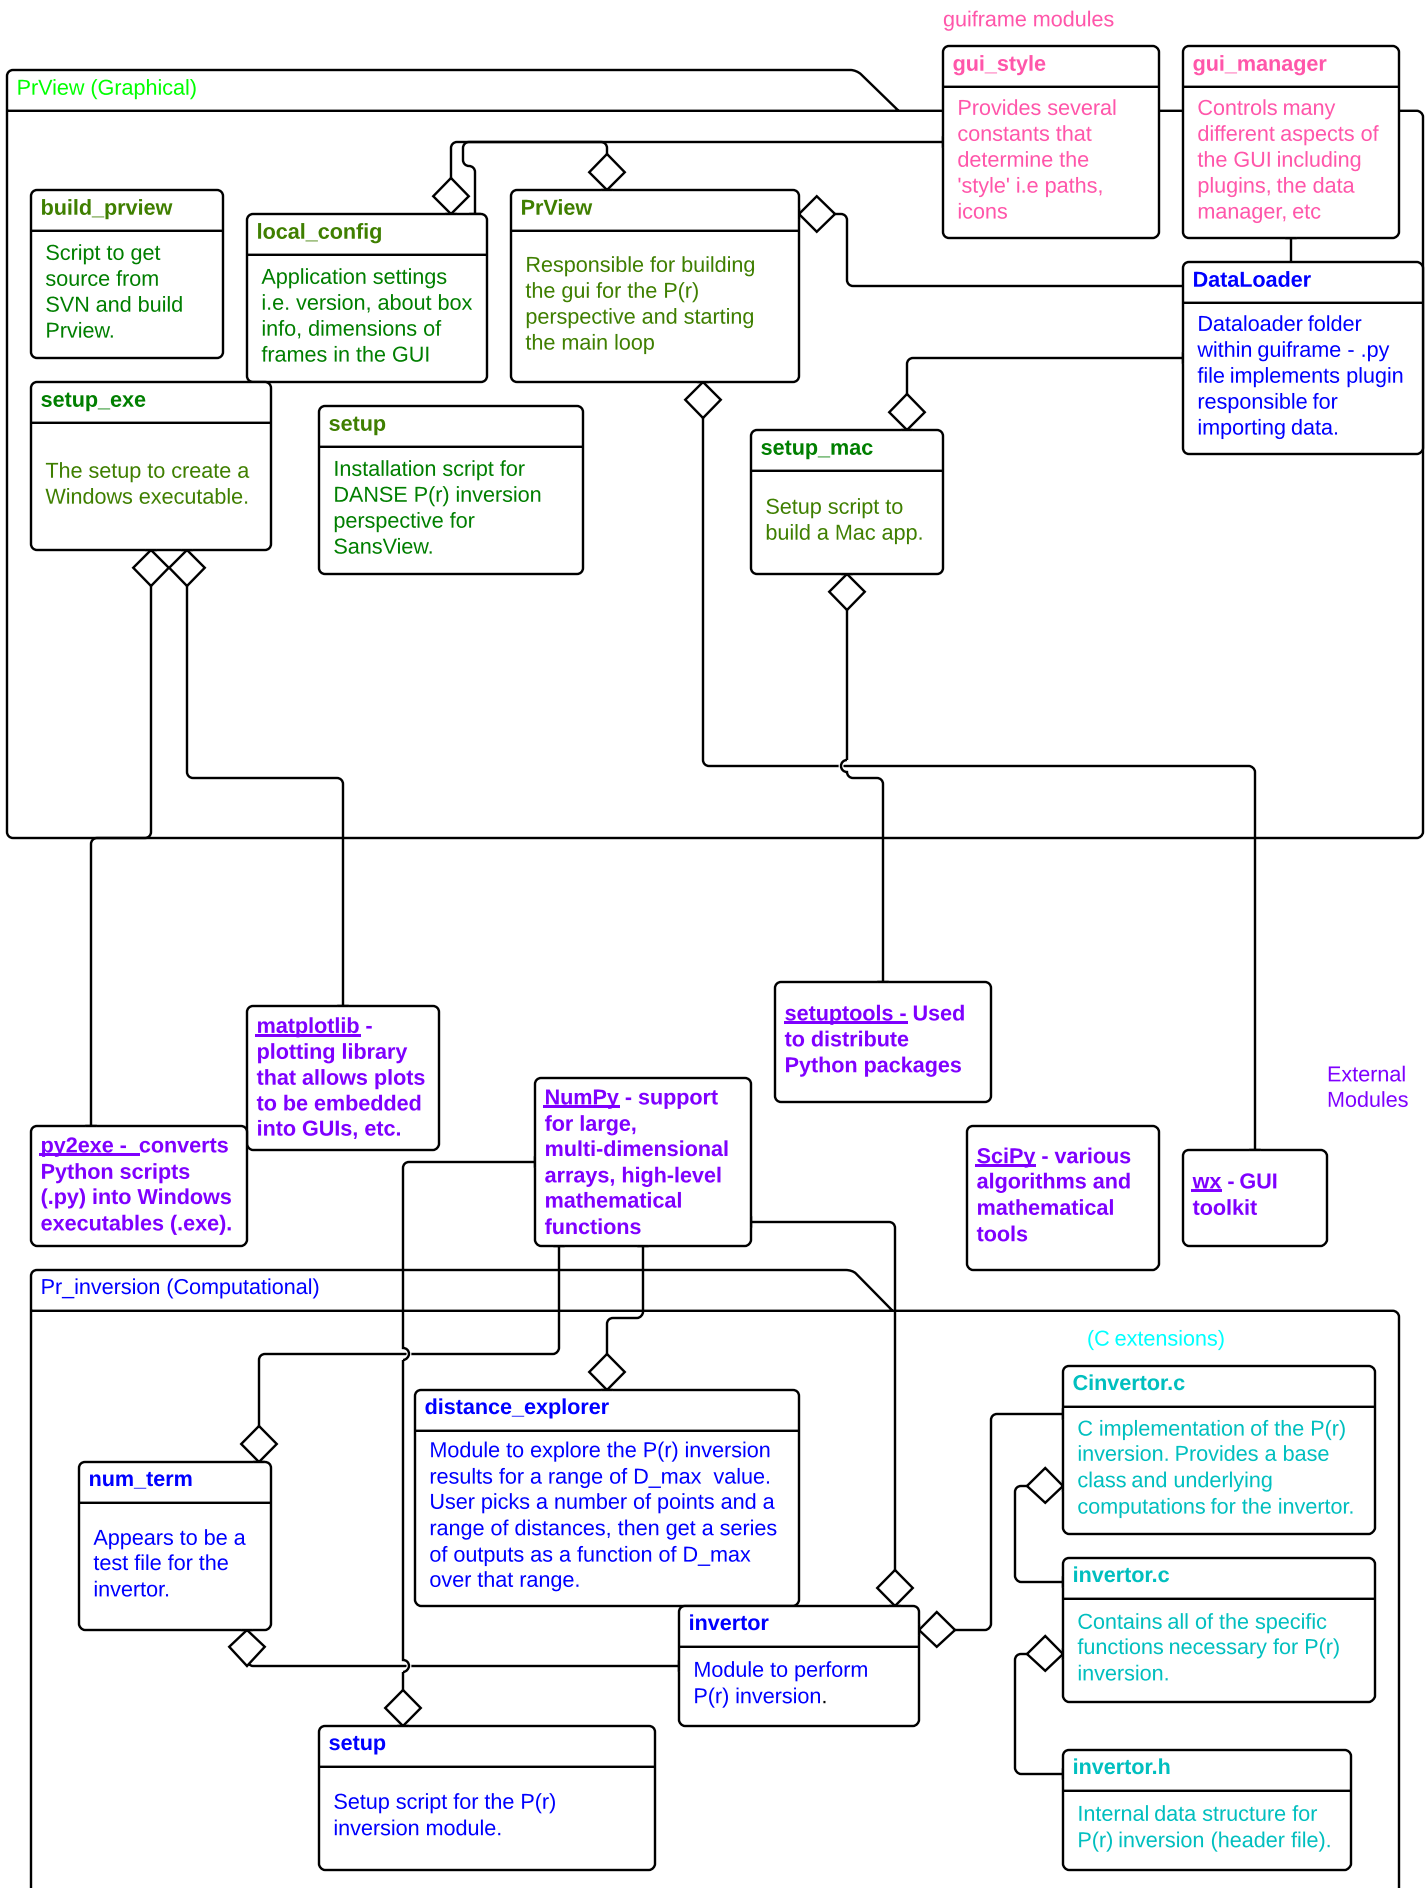 guiframe modules
gui_style
Provides several
constants that
determine the
'style' i.e paths,
icons
gui_manager
Controls many
different aspects of
the GUI including
plugins, the data
manager, etc
PrView (Graphical)
build_prview
Script to get
source from
SVN and build
Prview.
local_config
Application settings
i.e. version, about box
info, dimensions of
frames in the GUI
PrView
Responsible for building
the gui for the P(r)
perspective and starting
the main loop
DataLoader
Dataloader folder
within guiframe - .py
file implements plugin
responsible for
importing data.
setup_exe
The setup to create a
Windows executable.
setup
Installation script for
DANSE P(r) inversion
perspective for
SansView.
setup_mac
Setup script to
build a Mac app.
matplotlib -
plotting library
that allows plots
to be embedded
into GUIs, etc.
setuptools - Used
to distribute
Python packages
External
Modules
NumPy - support
for large,
multi-dimensional
arrays, high-level
mathematical
functions
py2exe -  converts
Python scripts
(.py) into Windows
executables (.exe).
SciPy - various
algorithms and
mathematical
tools
wx - GUI
toolkit
Pr_inversion (Computational)
(C extensions)
Cinvertor.c
C implementation of the P(r)
inversion. Provides a base
class and underlying
computations for the invertor.
distance_explorer
Module to explore the P(r) inversion
results for a range of D_max  value.
User picks a number of points and a
range of distances, then get a series
of outputs as a function of D_max
over that range.
num_term
Appears to be a
test file for the
invertor.
invertor.c
Contains all of the specific
functions necessary for P(r)
inversion.
invertor
Module to perform
P(r) inversion.
setup
Setup script for the P(r)
inversion module.
invertor.h
Internal data structure for
P(r) inversion (header file).